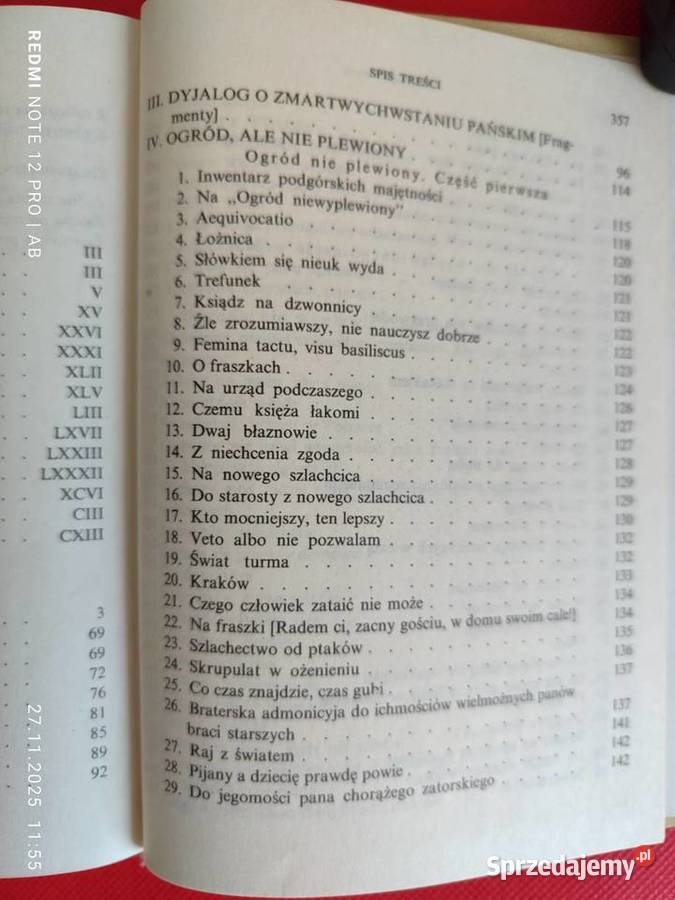 REDMI NOTE 12 PRO | AB
27.11.2025 11:55
III
III
V
XV
XXVI
XXXI
XLII
XLV
LIII
LXVII
LXXIII
LXXXII
XCVI
CIII
CXIII
3
69
69
72
76
81
85
89
92
SPIS TREŚCI 357
III. DYJALOG O ZMARTWYCHWSTANIU PAŃSKIM [Frag-
menty] 96
IV. OGRÓD, ALE NIE PLEWIONY 114
Ogród nie plewiony. Część pierwsza
1. Inwentarz podgórskich majętności 115
2. Na „Ogród niewyplewiony” 118
3. Aequivocatio 120
4. Łożnica 120
5. Słówkiem się nieuk wyda 121
6. Trefunek 121
7. Ksiądz na dzwonnicy 122
8. Źle zrozumiawszy, nie nauczysz dobrze 122
9. Femina tactu, visu basiliscus 123
10. O fraszkach 124
11. Na urząd podczaszego 126
12. Czemu księża łakomi 127
13. Dwaj błaznowie 127
14. Z niechcenia zgoda 128
15. Na nowego szlachcica 129
16. Do starosty z nowego szlachcica 129
17. Kto mocniejszy, ten lepszy 130
18. Veto albo nie pozwalam 132
19. Świat turma 132
20. Kraków 133
21. Czego człowiek zataić nie może 134
22. Na fraszki [Radem ci, zacny gościu, w domu swoim cale!] 134
23. Szlachectwo od ptaków 135
24. Skrupulat w ożenieniu 136
25. Co czas znajdzie, czas gubi 137
26. Braterska admonicyja do ichmościów wielmożnych panów
braci starszych 137
27. Raj z światem 141
28. Pijany a dziecię prawdę powie 142
29. Do jegomości pana chorążego zatorskiego 142
Sprzedajemy.pl